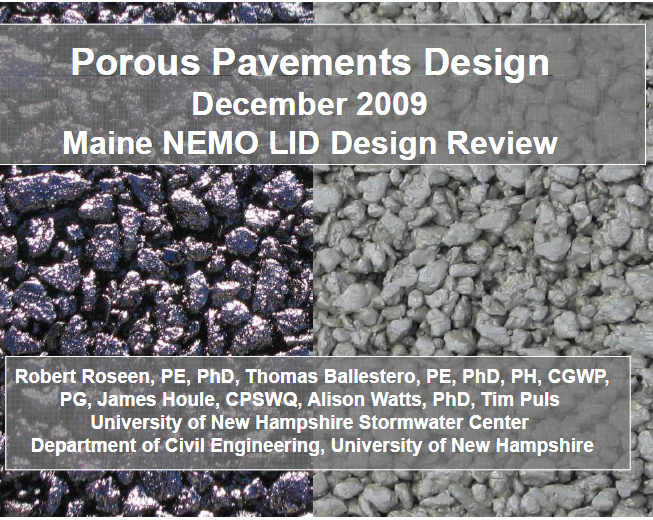 Porous Pavements Design
December 2009
Maine NEMO LID Design Review
Robert Roseen, PE, PhD, Thomas Ballestero, PE, PhD, PH, CGWP,
PG, James Houle, CPSWQ, Alison Watts, PhD, Tim Puls
University of New Hampshire Stormwater Center
Department of Civil Engineering, University of New Hampshire